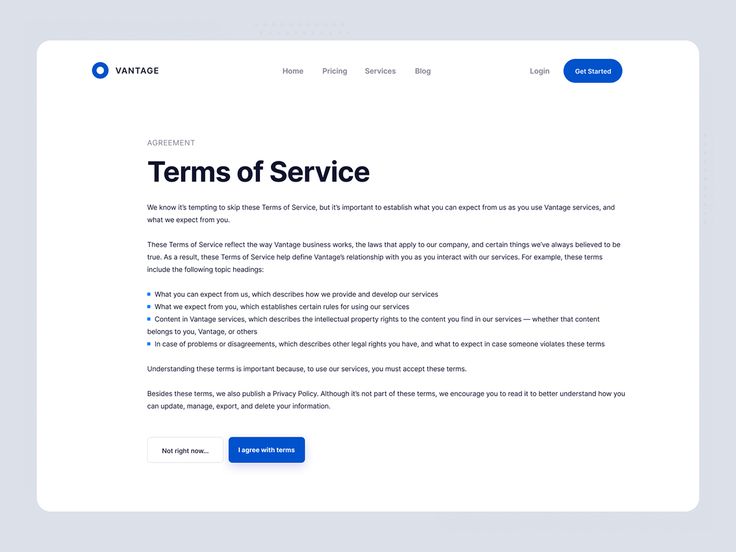 VANTAGE
Home Pricing Services Blog
Login Get Started
AGREEMENT
Terms of Service
We know it's tempting to skip these Terms of Service, but it's important to establish what you can expect from us as you use Vantage services, and
what we expect from you.
These Terms of Service reflect the way Vantage business works, the laws that apply to our company, and certain things we've always believed to be
true. As a result, these Terms of Service help define Vantage's relationship with you as you interact with our services. For example, these terms
include the following topic headings:
What you can expect from us, which describes how we provide and develop our services
What we expect from you, which establishes certain rules for using our services
Content in Vantage services, which describes the intellectual property rights to the content you find in our services — whether that content
belongs to you, Vantage, or others
In case of problems or disagreements, which describes other legal rights you have, and what to expect in case someone violates these terms
Understanding these terms is important because, to use our services, you must accept these terms.
Besides these terms, we also publish a Privacy Policy. Although it's not part of these terms, we encourage you to read it to better understand how you
can update, manage, export, and delete your information.
Not right now...
I agree with terms